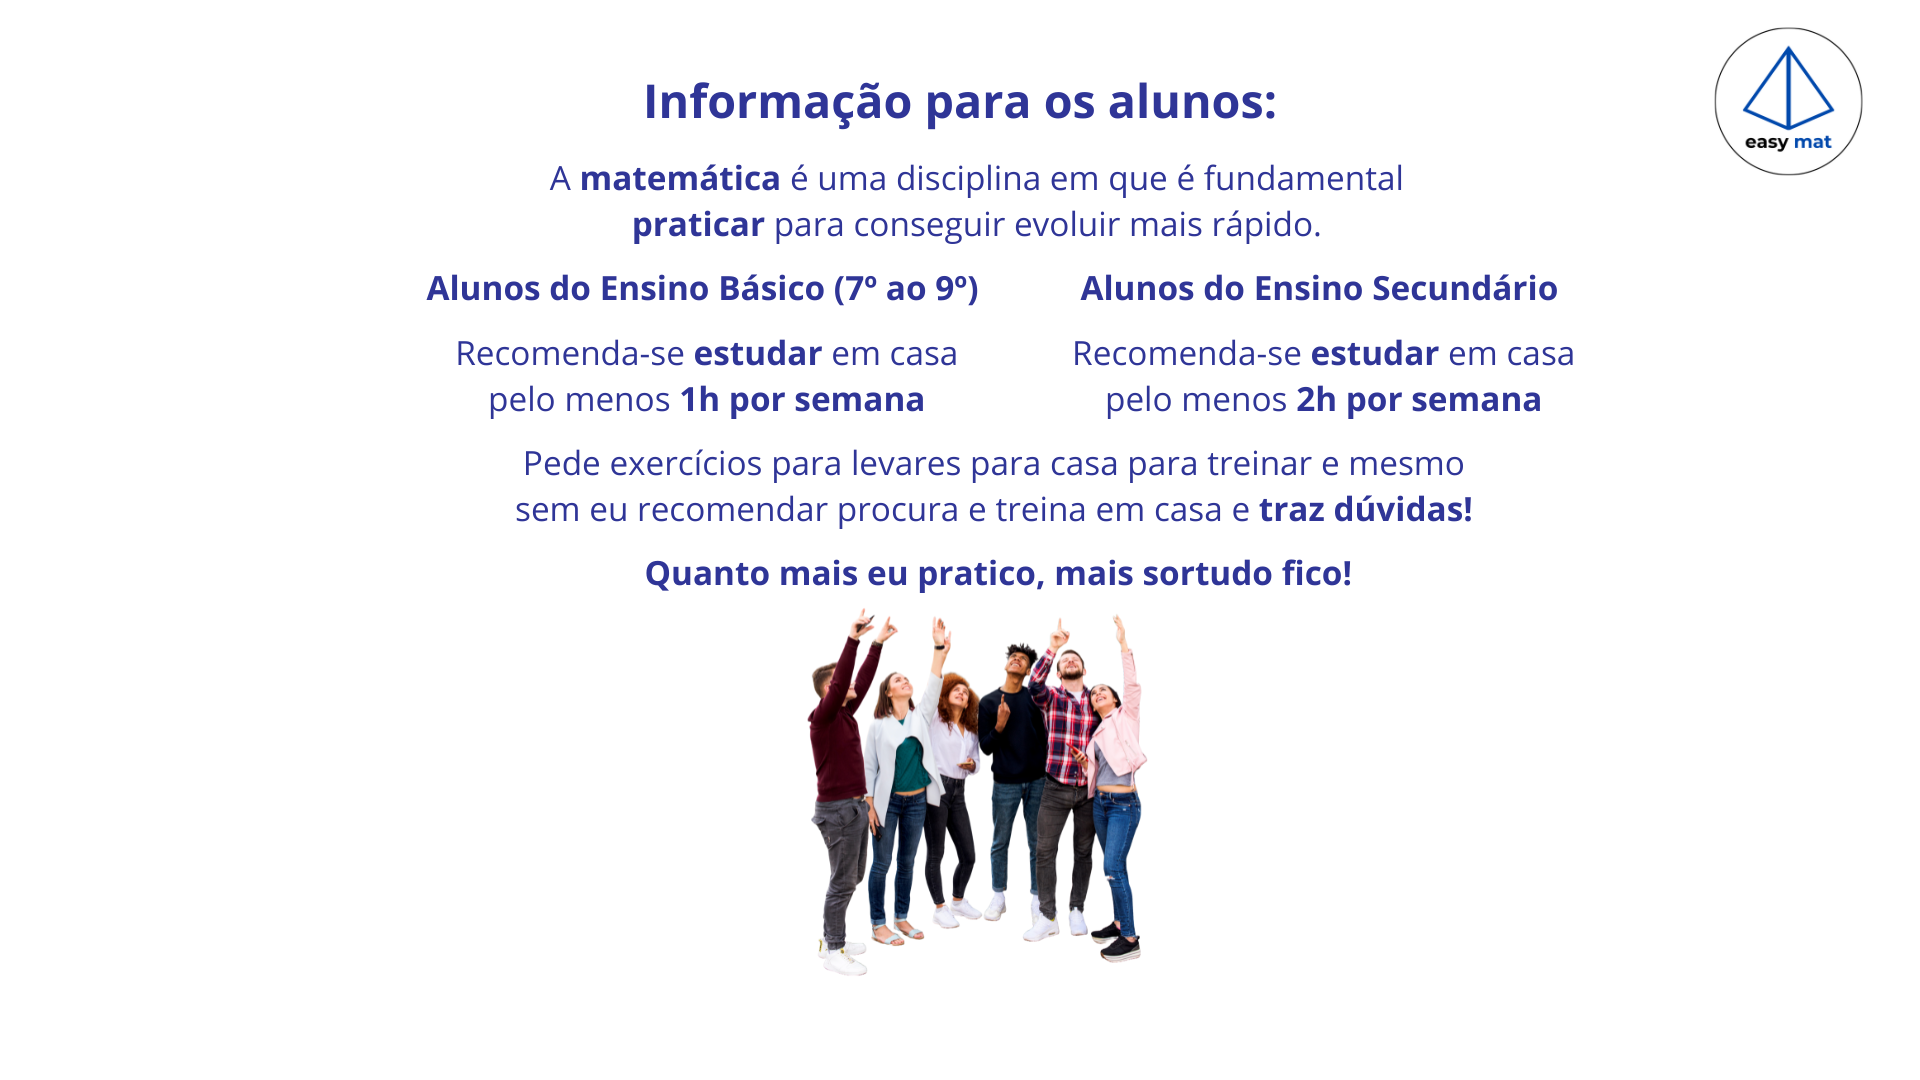 Informação para os alunos:
easy mat
A matemática é uma disciplina em que é fundamental
praticar para conseguir evoluir mais rápido.
Alunos do Ensino Básico (7º ao 9º)
Recomenda-se estudar em casa
pelo menos 1h por semana
Alunos do Ensino Secundário
Recomenda-se estudar em casa
pelo menos 2h por semana
Pede exercícios para levares para casa para treinar e mesmo
sem eu recomendar procura e treina em casa e traz dúvidas!
Quanto mais eu pratico, mais sortudo fico!